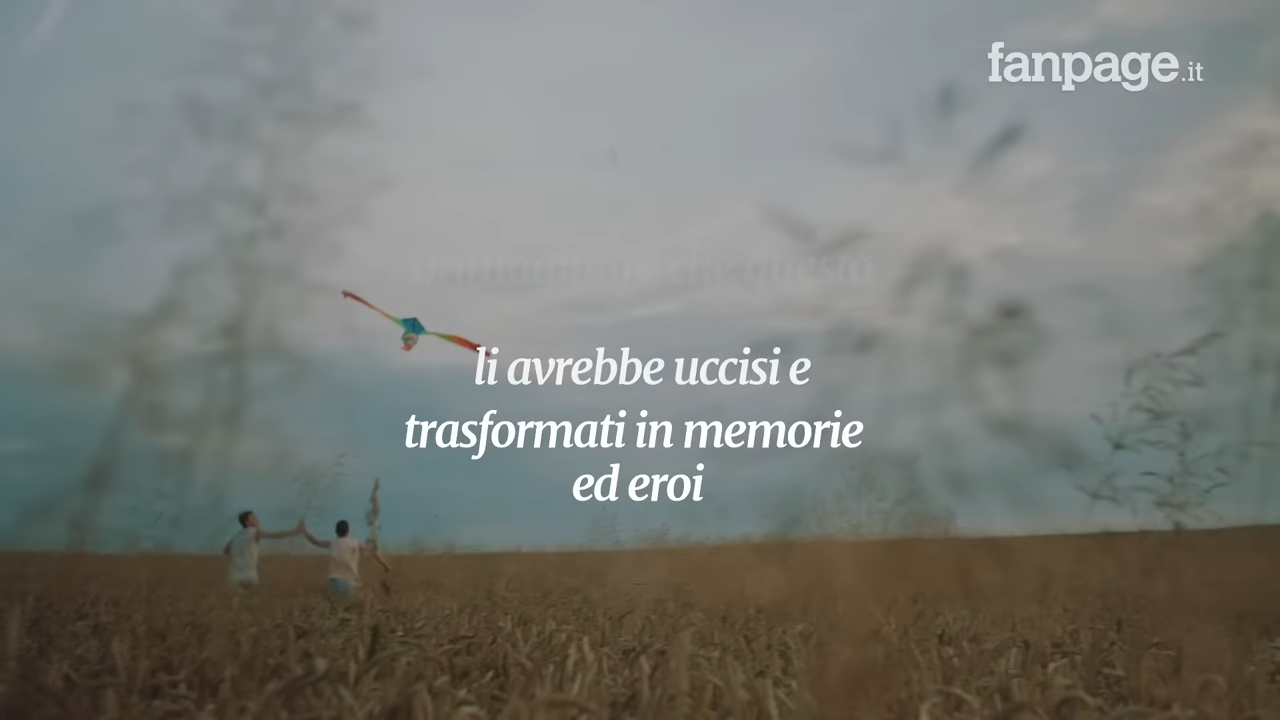 fanpage.it
li avrebbe uccisi e
trasformati in memorie
ed eroi